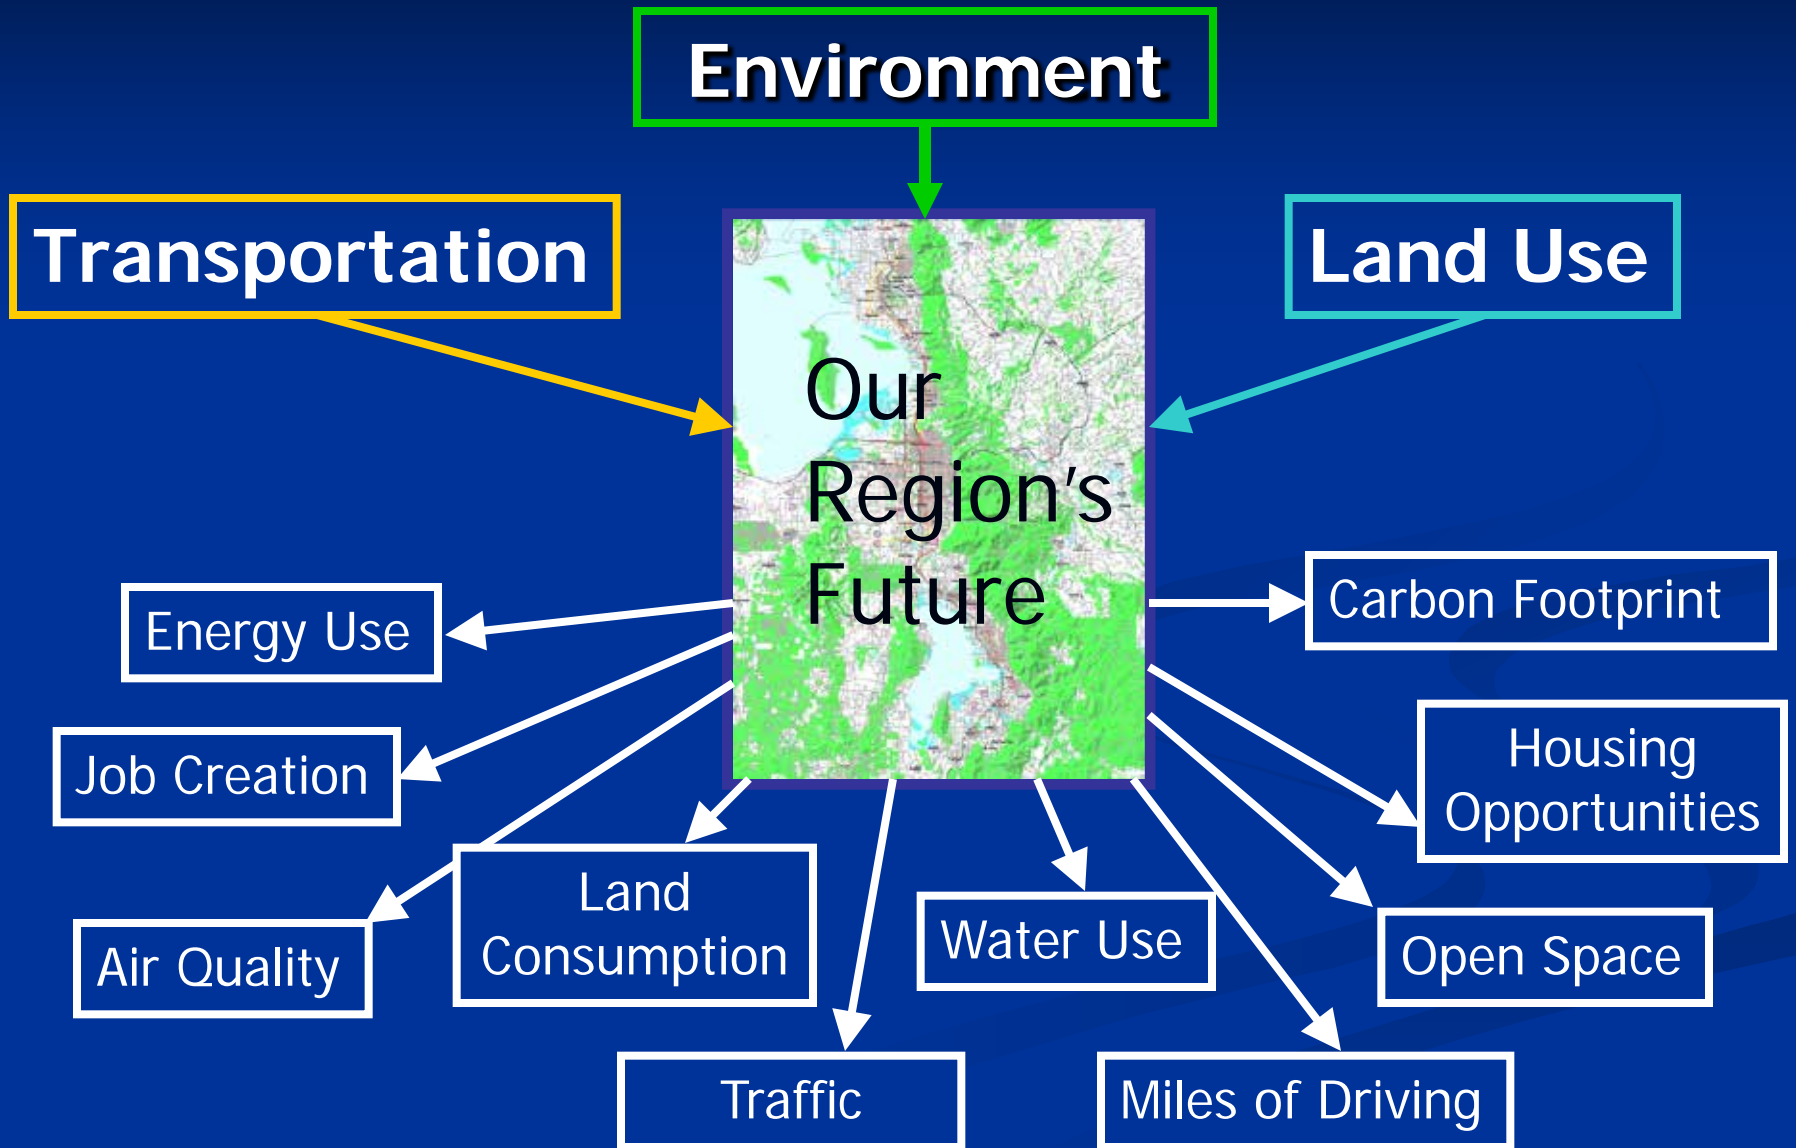 Environment
Transportation
Land Use
Our
Region's
Future
Energy Use
Carbon Footprint
Job Creation
Housing
Opportunities
Air Quality
Land
Consumption
Water Use
Open Space
Traffic
Miles of Driving